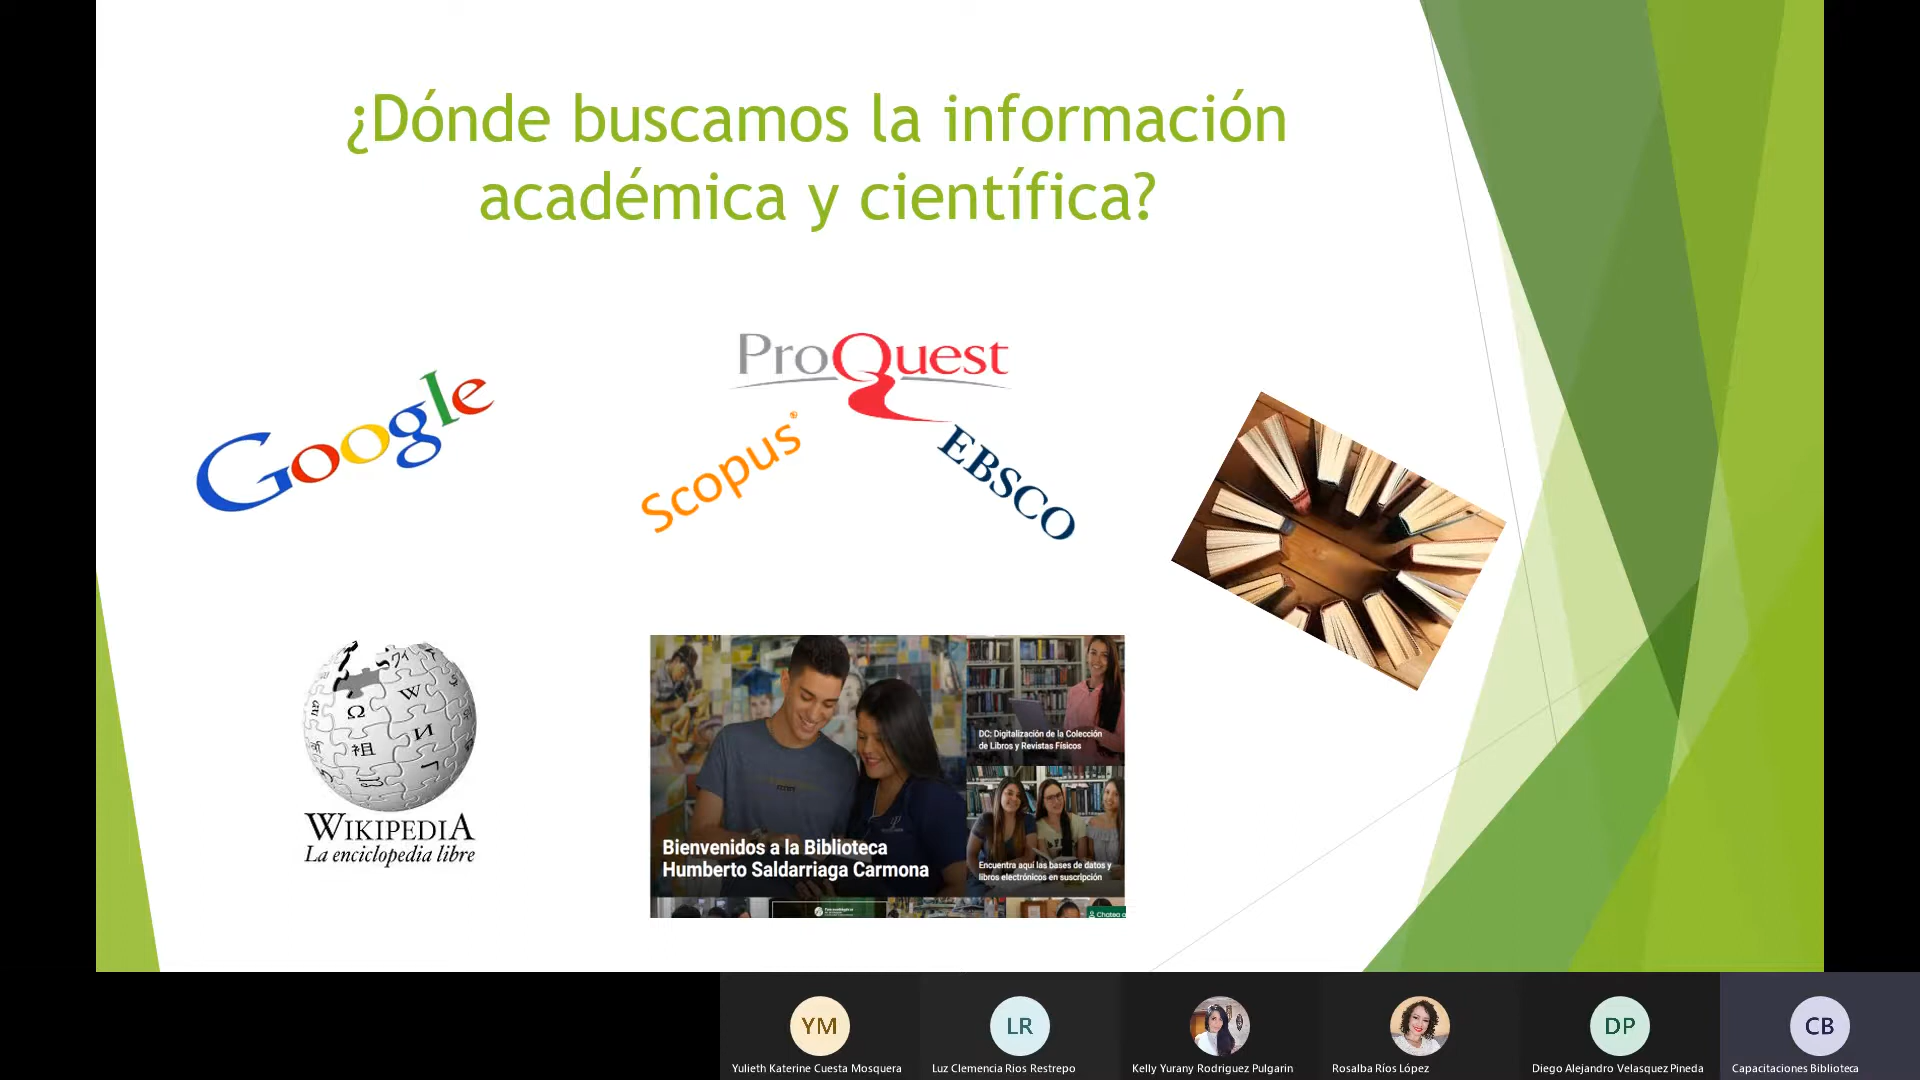 ¿Dónde buscamos la información
académica y científica?
Google
ProQuest
Scopus
EBSCO
WIKIPEDIA
La enciclopedia libre
DC: Digitalización de la Colección
de Libros y Revistas Físicos
Bienvenidos a la Biblioteca
Humberto Saldarriaga Carmona
Encuentra aquí las bases de datos y
libros electrónicos en suscripción
Chatea a
YM
LR
DP
CB
Yulieth Katerine Cuesta Mosquera
Luz Clemencia Rios Restrepo
Kelly Yurany Rodriguez Pulgarin
Rosalba Ríos López
Diego Alejandro Velasquez Pineda
Capacitaciones Biblioteca